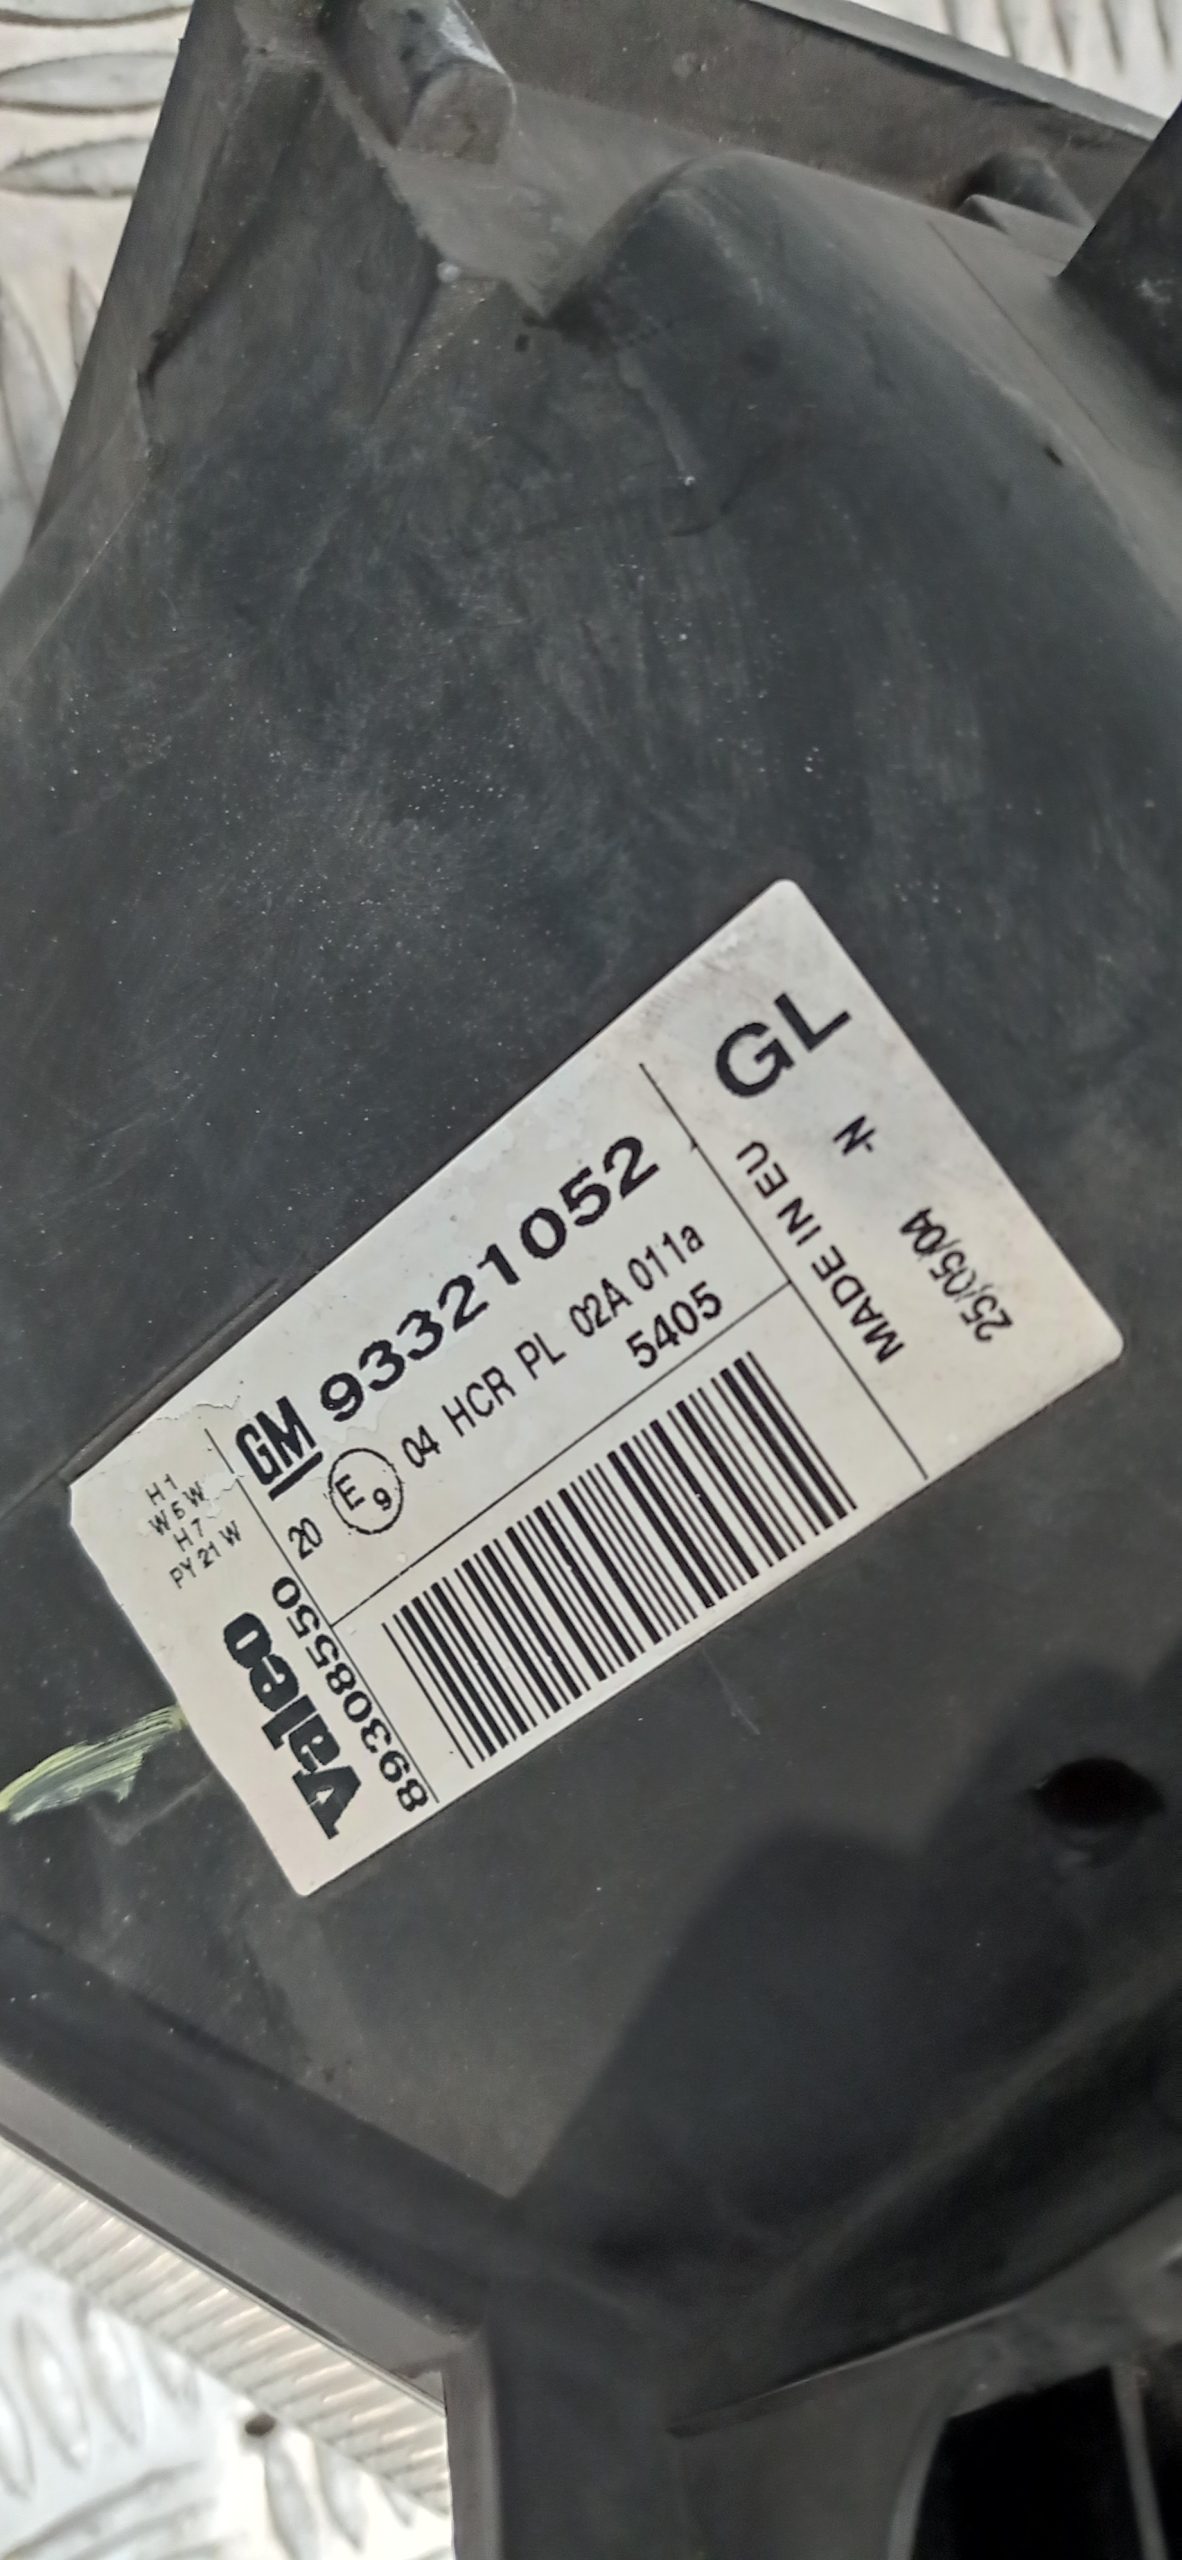 H1
W5W
H7
PY21W
Valeo
89308550
GM 93321052
20 E9 04 HCR PL 02A 011a
5405
MADE IN EU
GL
N-
25/05/04